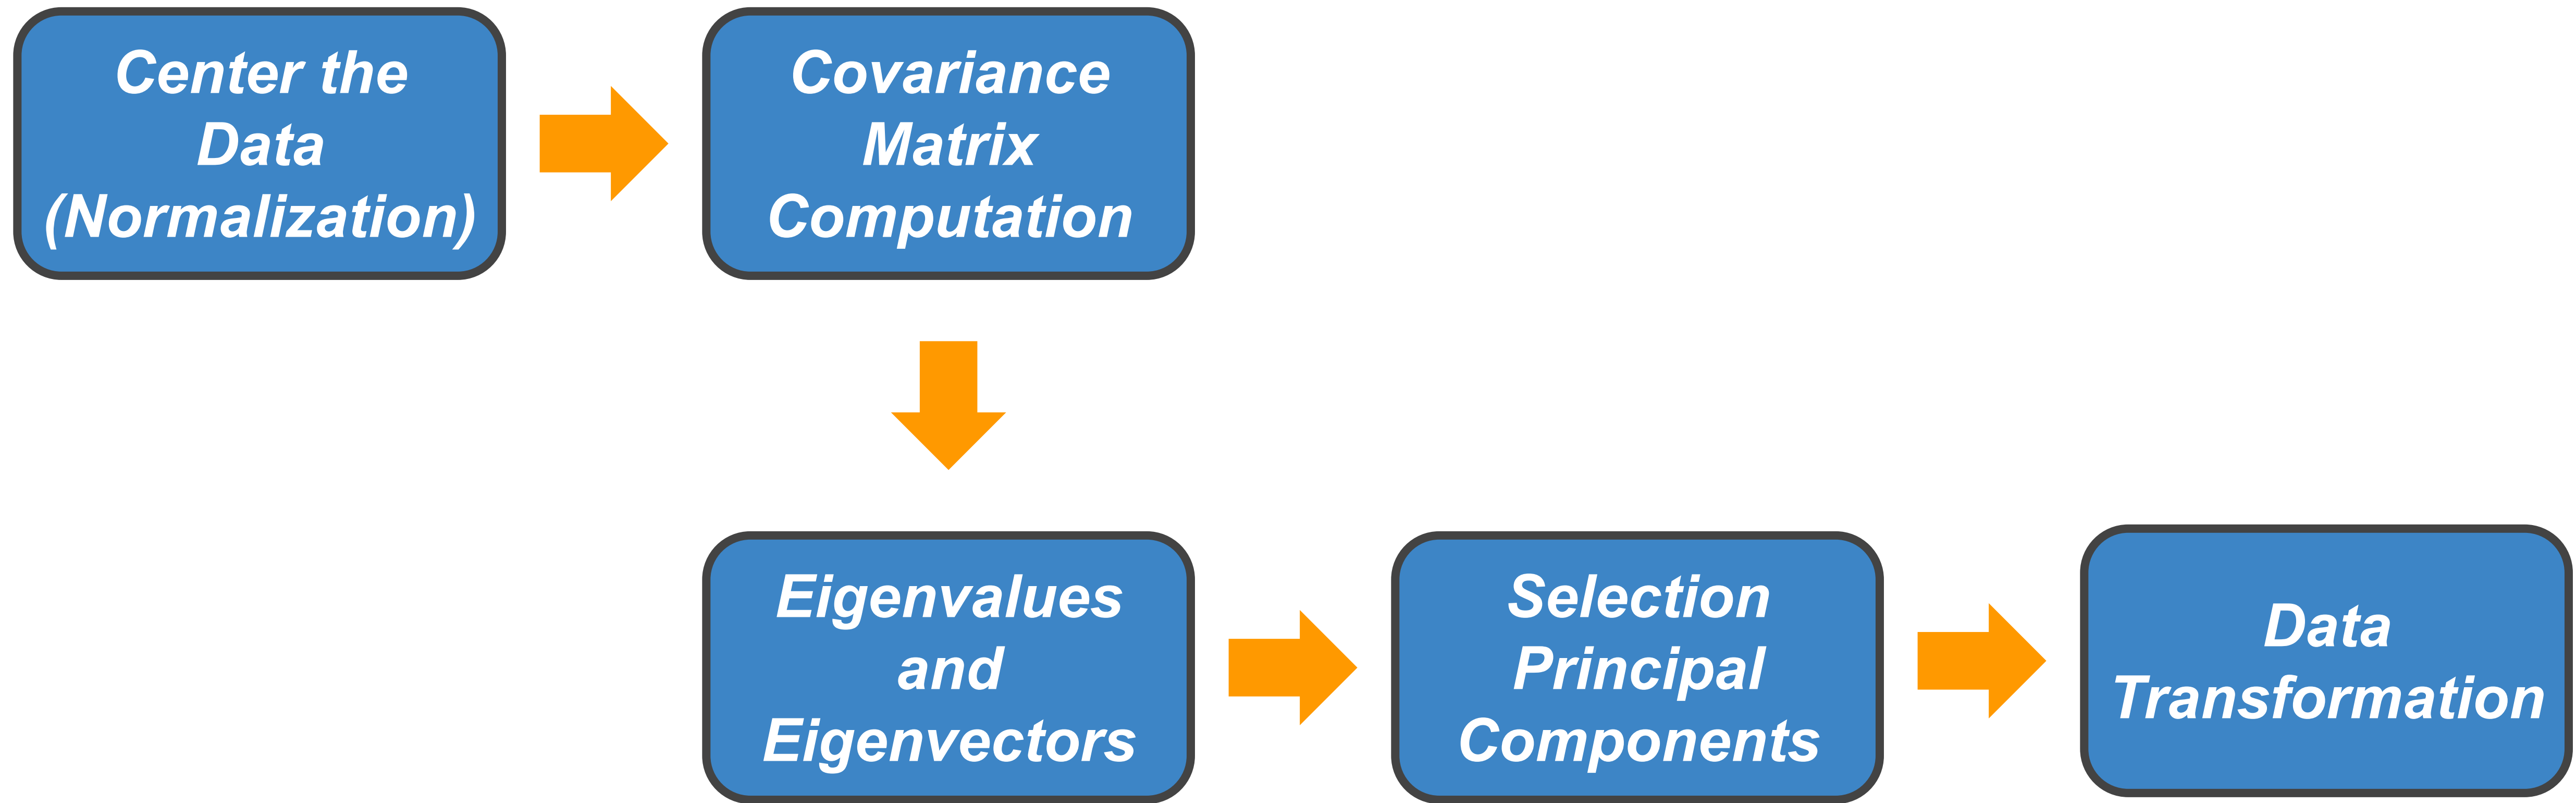 Center the
Data
(Normalization)
Covariance
Matrix
Computation
Eigenvalues
and
Eigenvectors
Selection
Principal
Components
Data
Transformation